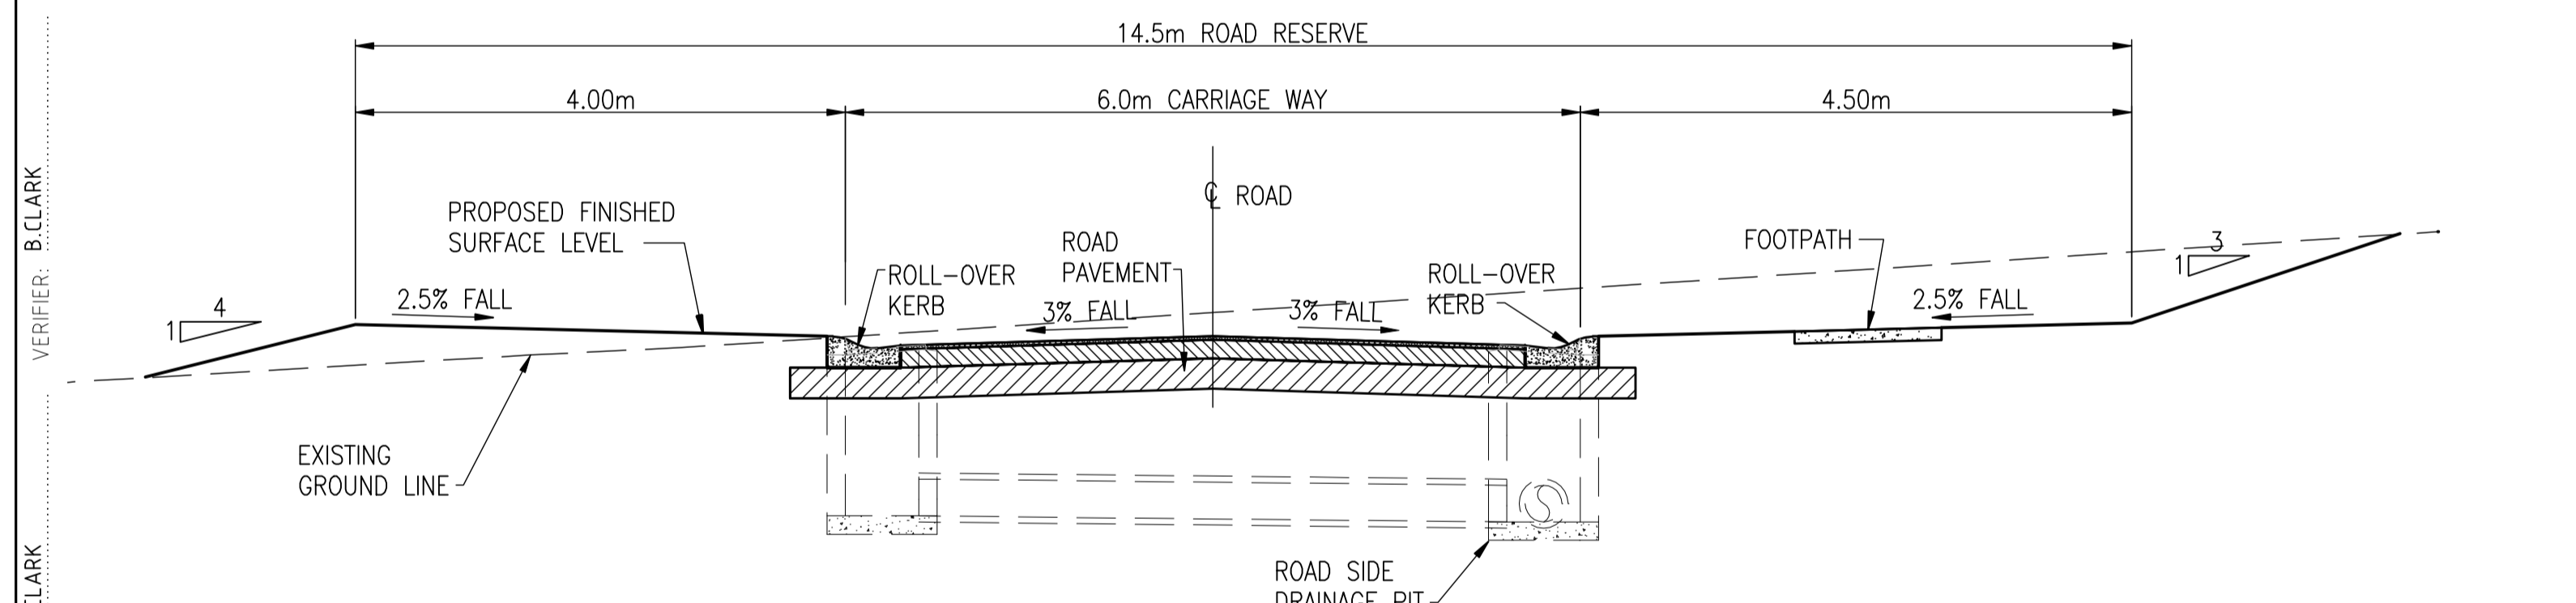 14.5m ROAD RESERVE
4.00m
6.0m CARRIAGE WAY
4.50m
℄ ROAD
PROPOSED FINISHED
SURFACE LEVEL
ROAD
PAVEMENT
FOOTPATH
ROLL-OVER
KERB
ROLL-OVER
KERB
3
1
4
1
2.5% FALL
3% FALL
3% FALL
2.5% FALL
EXISTING
GROUND LINE
ROAD SIDE
DRAINAGE PIT
VERIFIER: B.CLARK